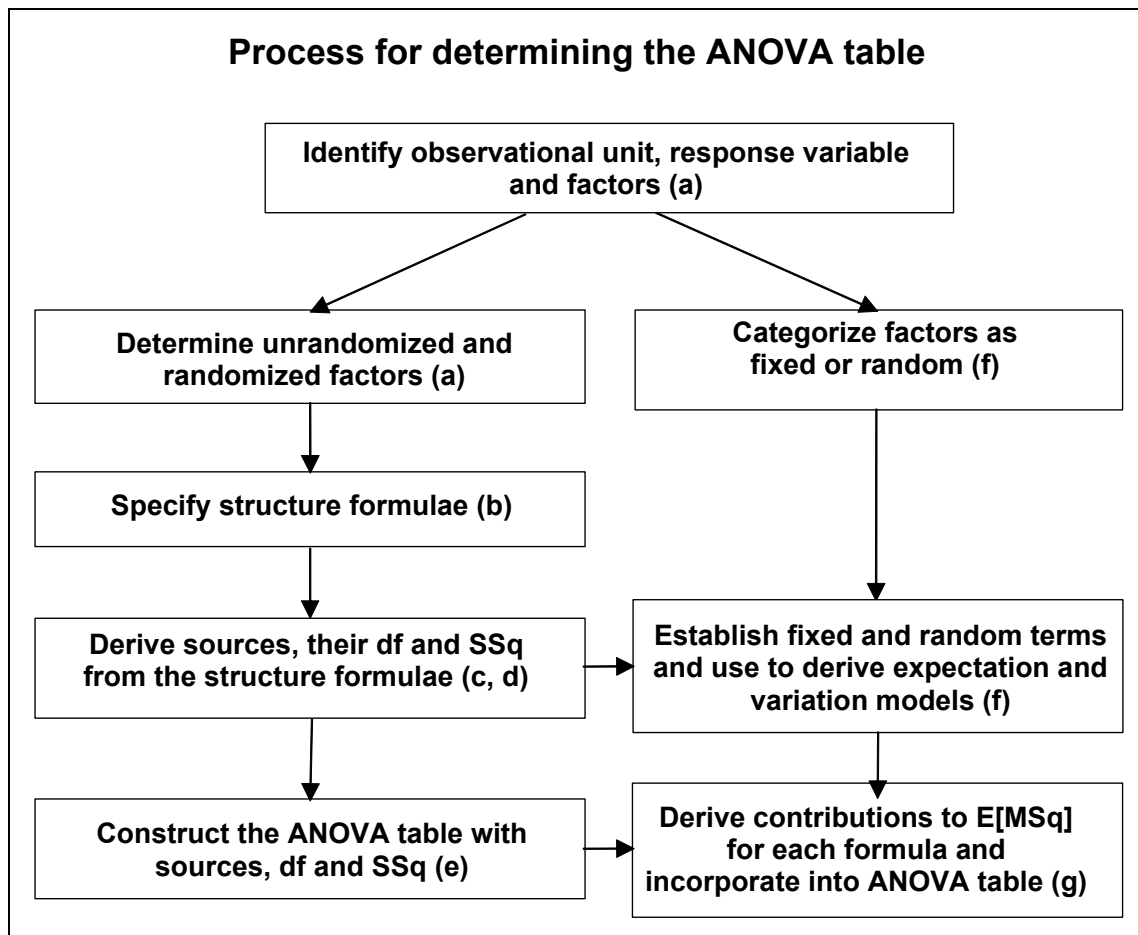 Process for determining the ANOVA table
Identify observational unit, response variable
and factors (a)
Determine unrandomized and
randomized factors (a)
Categorize factors as
fixed or random (f)
Specify structure formulae (b)
Derive sources, their df and SSq
from the structure formulae (c, d)
Establish fixed and random terms
and use to derive expectation and
variation models (f)
Construct the ANOVA table with
sources, df and SSq (e)
Derive contributions to E[MSq]
for each formula and
incorporate into ANOVA table (g)